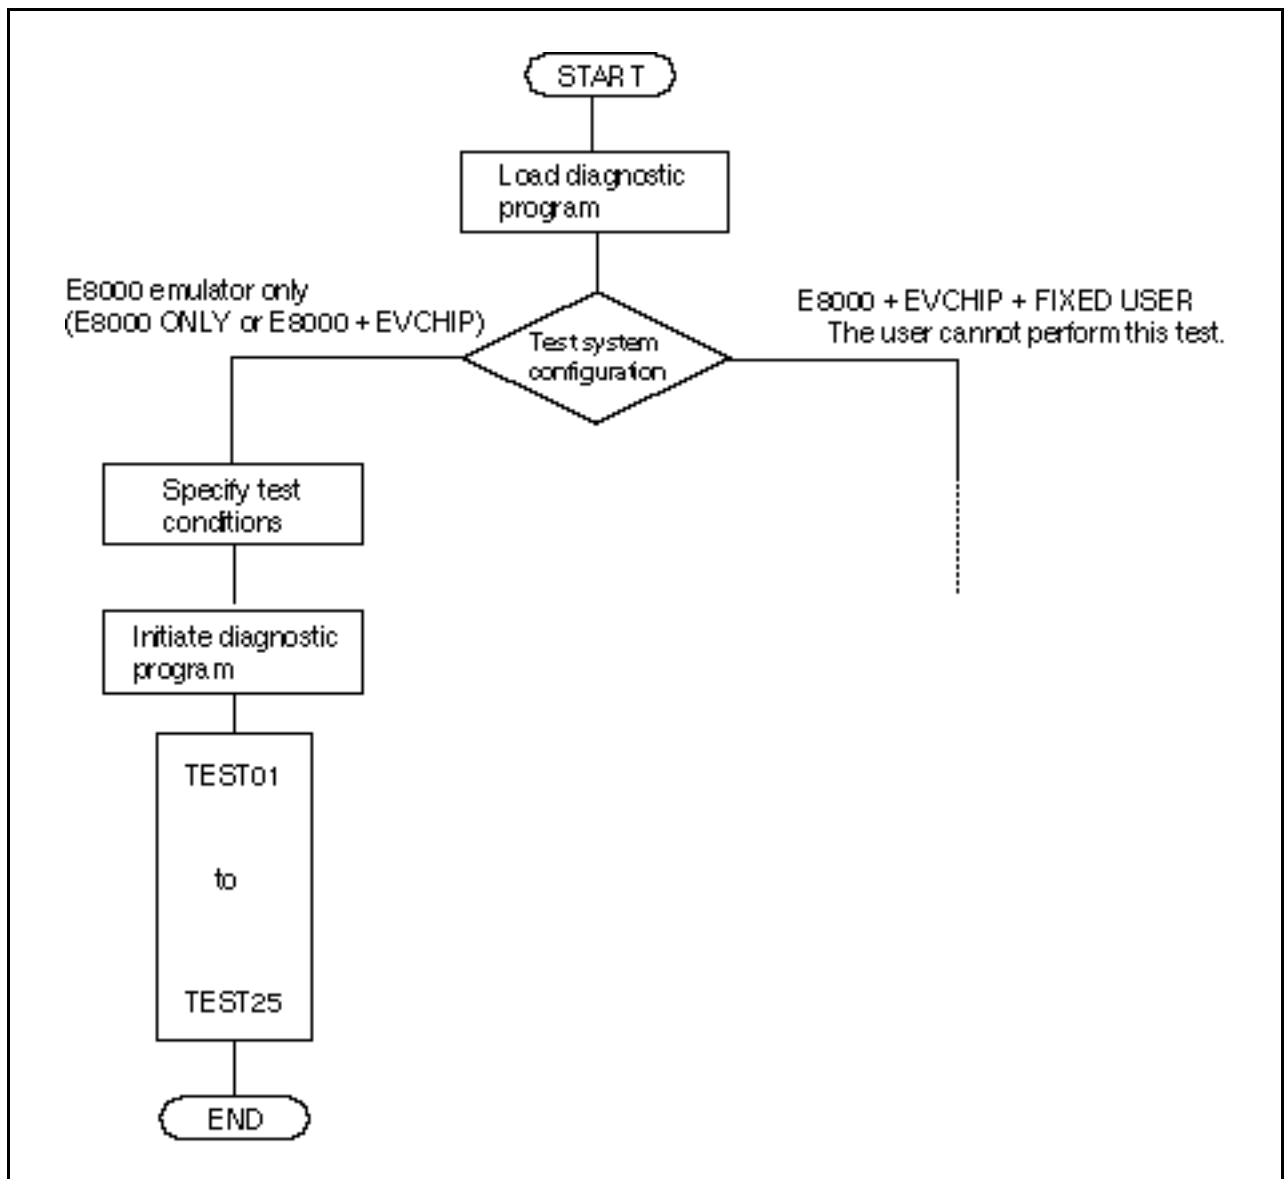 START
Load diagnostic
program
E8000 emulator only
(E8000 ONLY or E8000 + EVCHIP)
Test system
configuration
E8000 + EVCHIP + FIXED USER
The user cannot perform this test.
Specify test
conditions
Initiate diagnostic
program
TEST01
to
TEST25
END